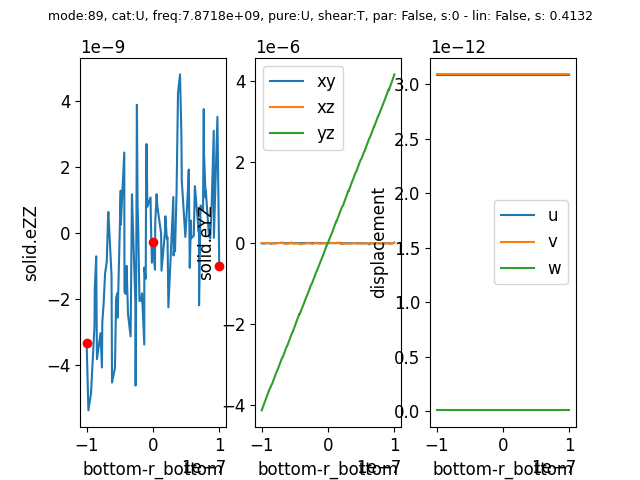 mode:89, cat:U, freq:7.8718e+09, pure:U, shear:T, par: False, s:0 - lin: False, s: 0.4132
1e−9
1e−6
1e−12
4
2
0
−2
−4
solid.eZZ
−1
0
1
1e−7
bottom-r_bottom
xy
xz
yz
4
2
0
−2
−4
solid.eYZ
−1
0
1
1e−7
bottom-r_bottom
u
v
w
3.0
2.5
2.0
1.5
1.0
0.5
0.0
displacement
−1
0
1
1e−7
bottom-r_bottom